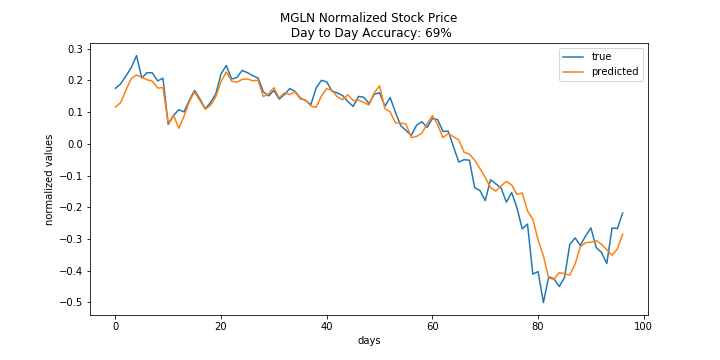 MGLN Normalized Stock Price
Day to Day Accuracy: 69%
true
predicted
normalized values
0.3
0.2
0.1
0.0
−0.1
−0.2
−0.3
−0.4
−0.5
0 20 40 60 80 100
days